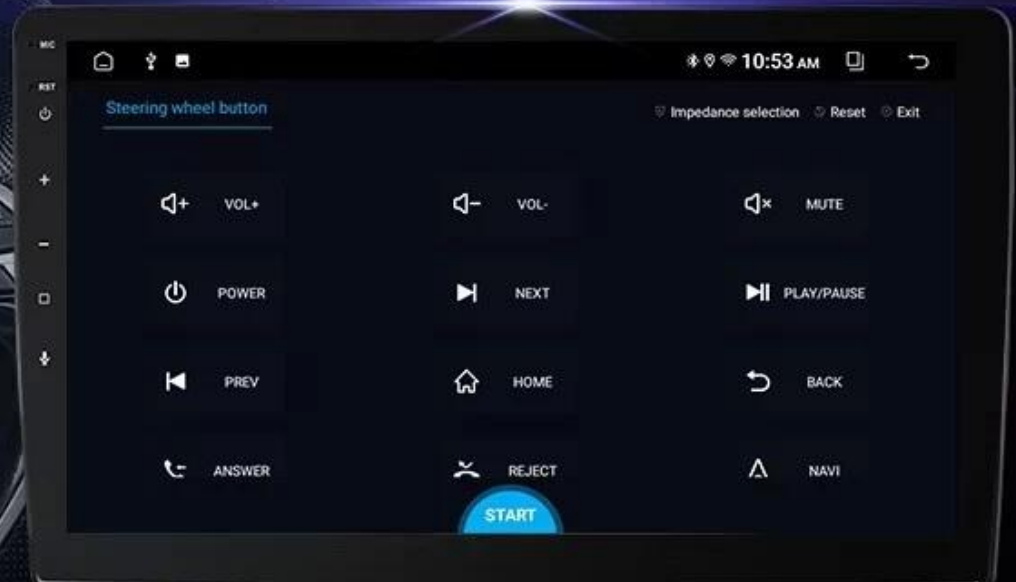 MIC
10:53 AM
RST
Steering wheel button
Impedance selection Reset Exit
VOL+ VOL- MUTE
POWER NEXT PLAY/PAUSE
PREV HOME BACK
ANSWER REJECT NAVI
START